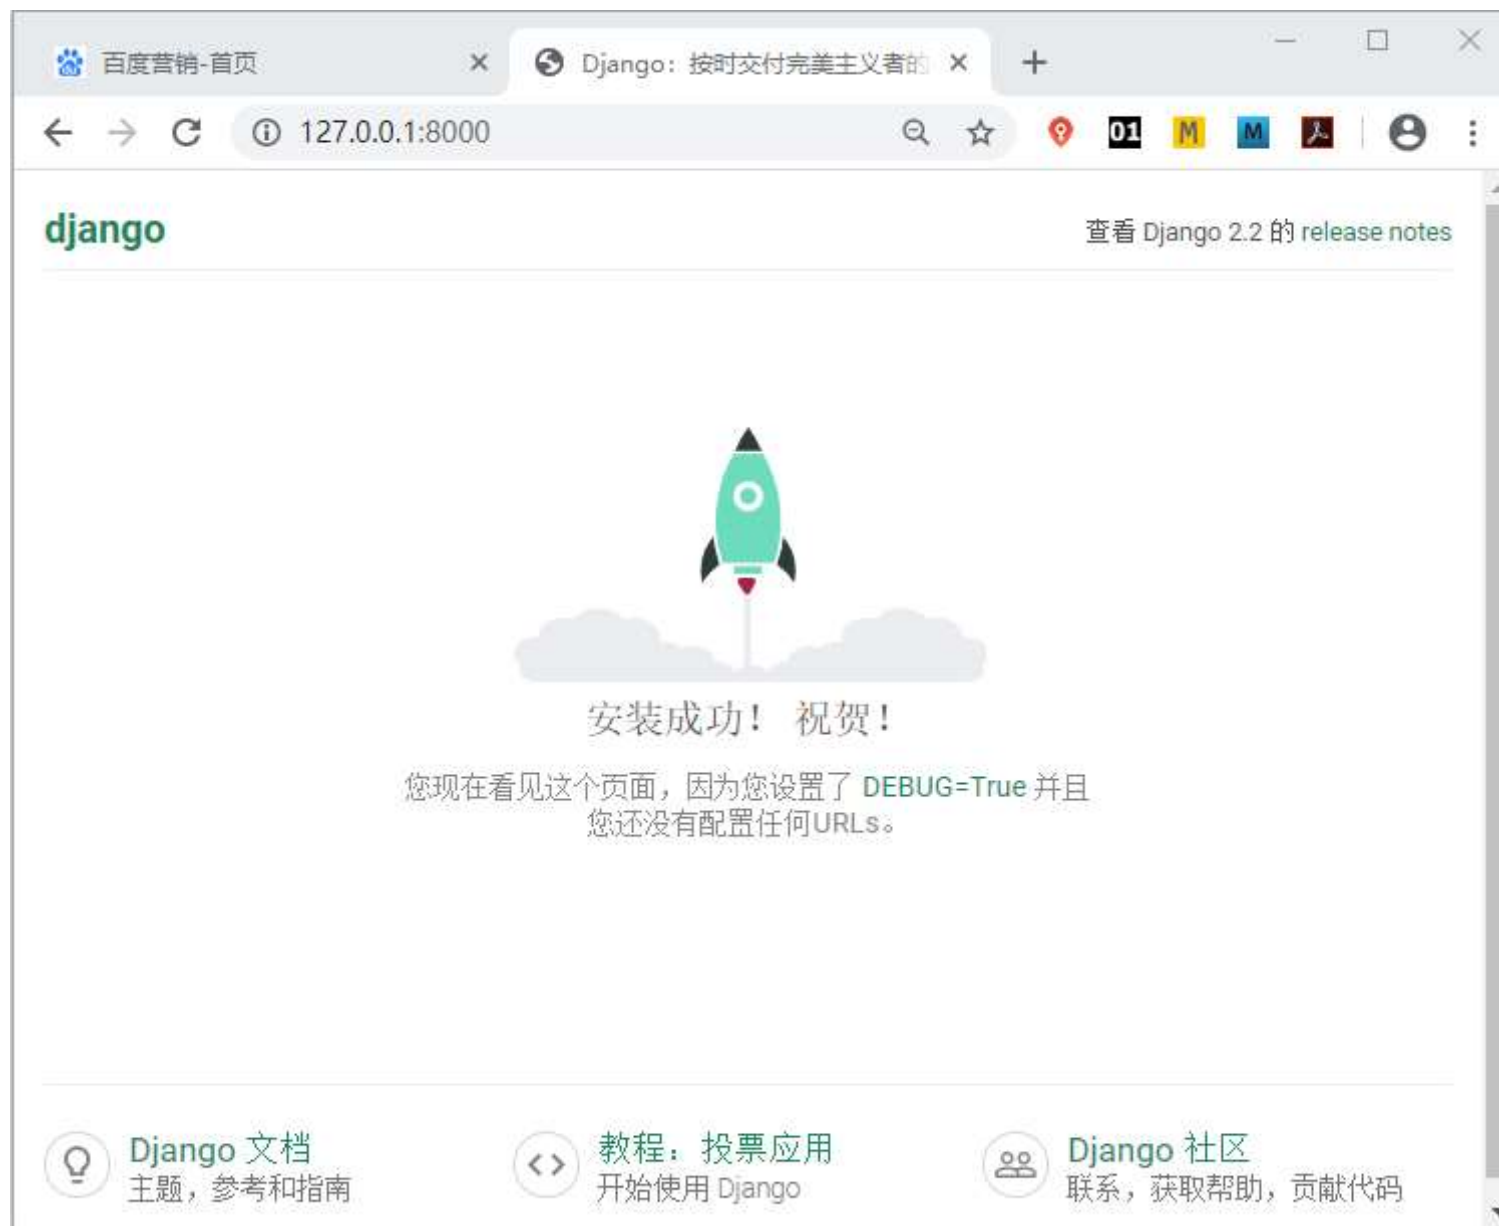 百度营销-首页
Django：按时交付完美主义者的
127.0.0.1:8000
01
M
M
django
查看 Django 2.2 的 release notes
安装成功！ 祝贺！
您现在看见这个页面，因为您设置了 DEBUG=True 并且
您还没有配置任何URLs。
Django 文档
主题，参考和指南
教程：投票应用
开始使用 Django
Django 社区
联系，获取帮助，贡献代码